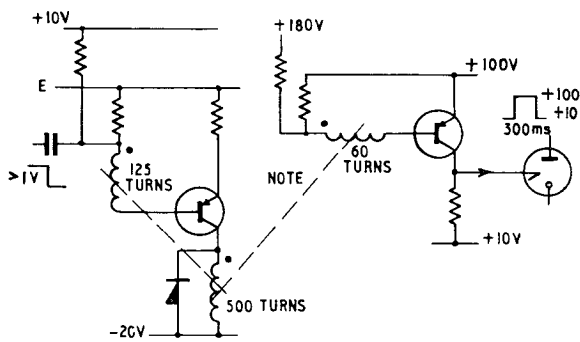 +10V
E
>1V
125
TURNS
500 TURNS
-20V
+180V
+100V
60
TURNS
NOTE
+10V
+100
+10
300ms